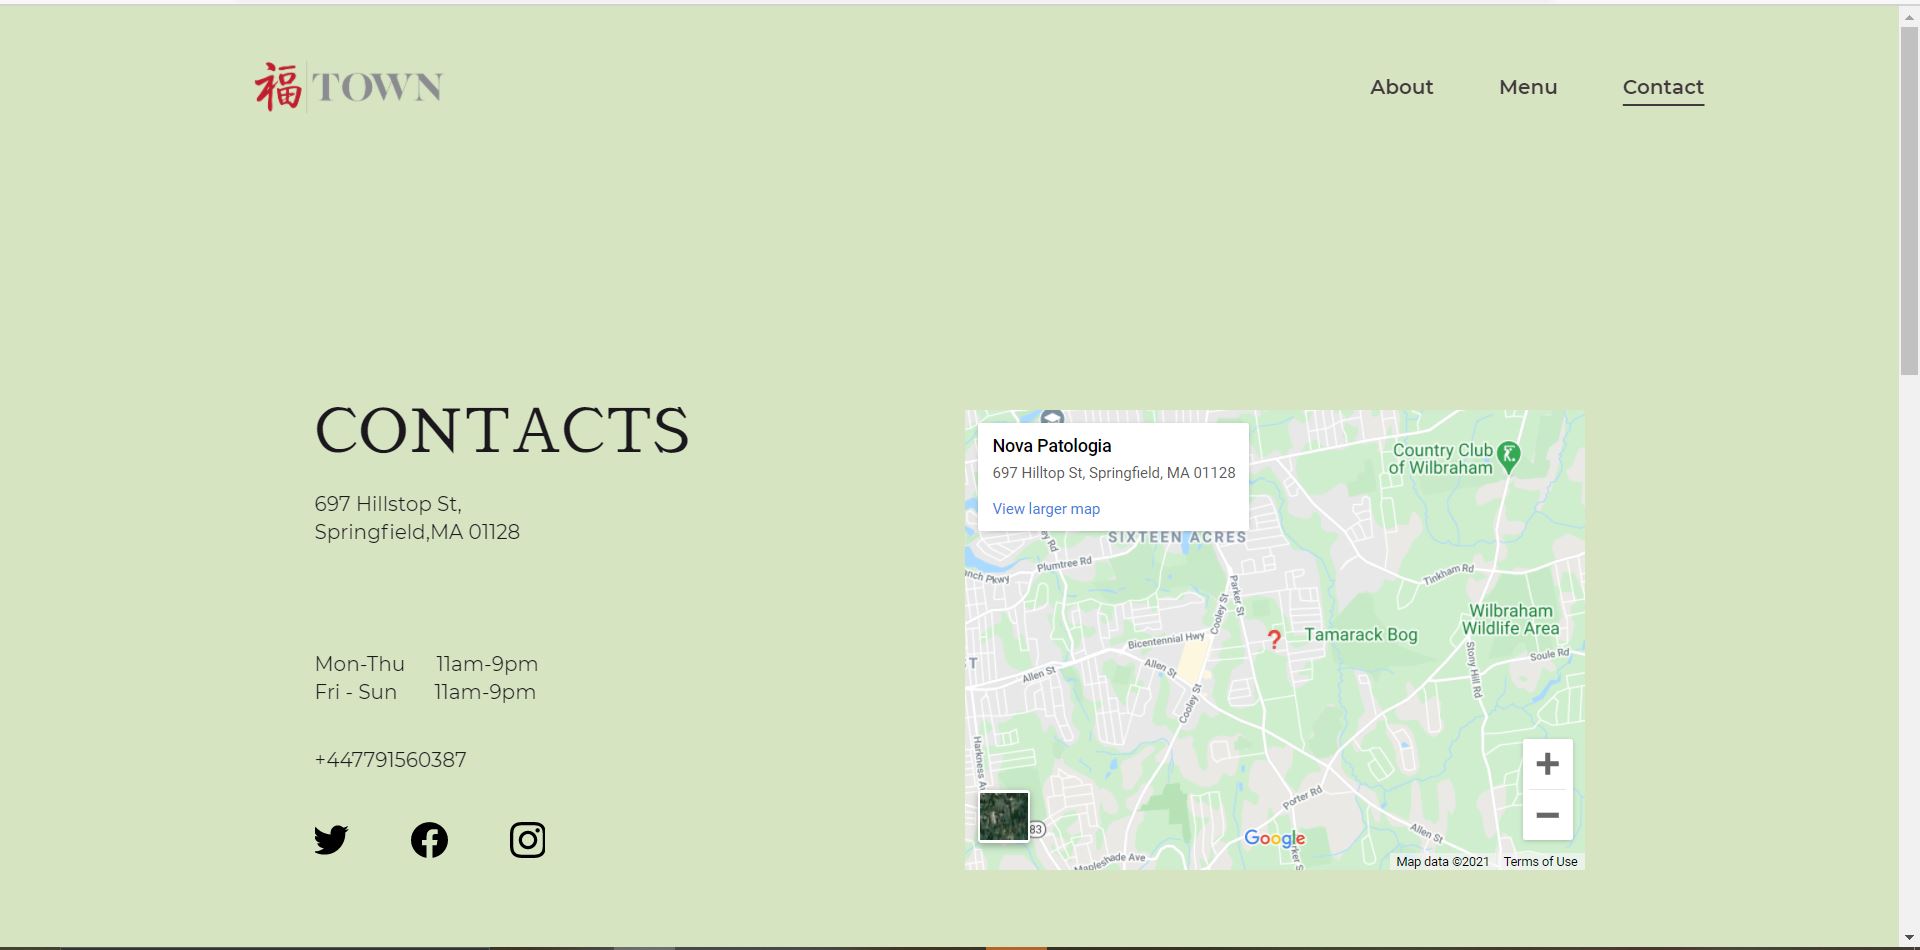 福 TOWN
About Menu Contact
CONTACTS
697 Hillstop St,
Springfield,MA 01128
Mon-Thu 11am-9pm
Fri - Sun 11am-9pm
+447791560387
Nova Patologia
697 Hilltop St, Springfield, MA 01128
View larger map
Country Club
of Wilbraham
SIXTEEN ACRES
Plumtree Rd
Tinkham Rd
Parker St
Cooley St
Wilbraham
Wildlife Area
Tamarack Bog
Bicentennial Hwy
Soule Rd
Stony Hill Rd
Allen St
Allen St
Cooley St
Porter Rd
83
Allen St
Google
Mapleshade Ave
Map data ©2021 Terms of Use